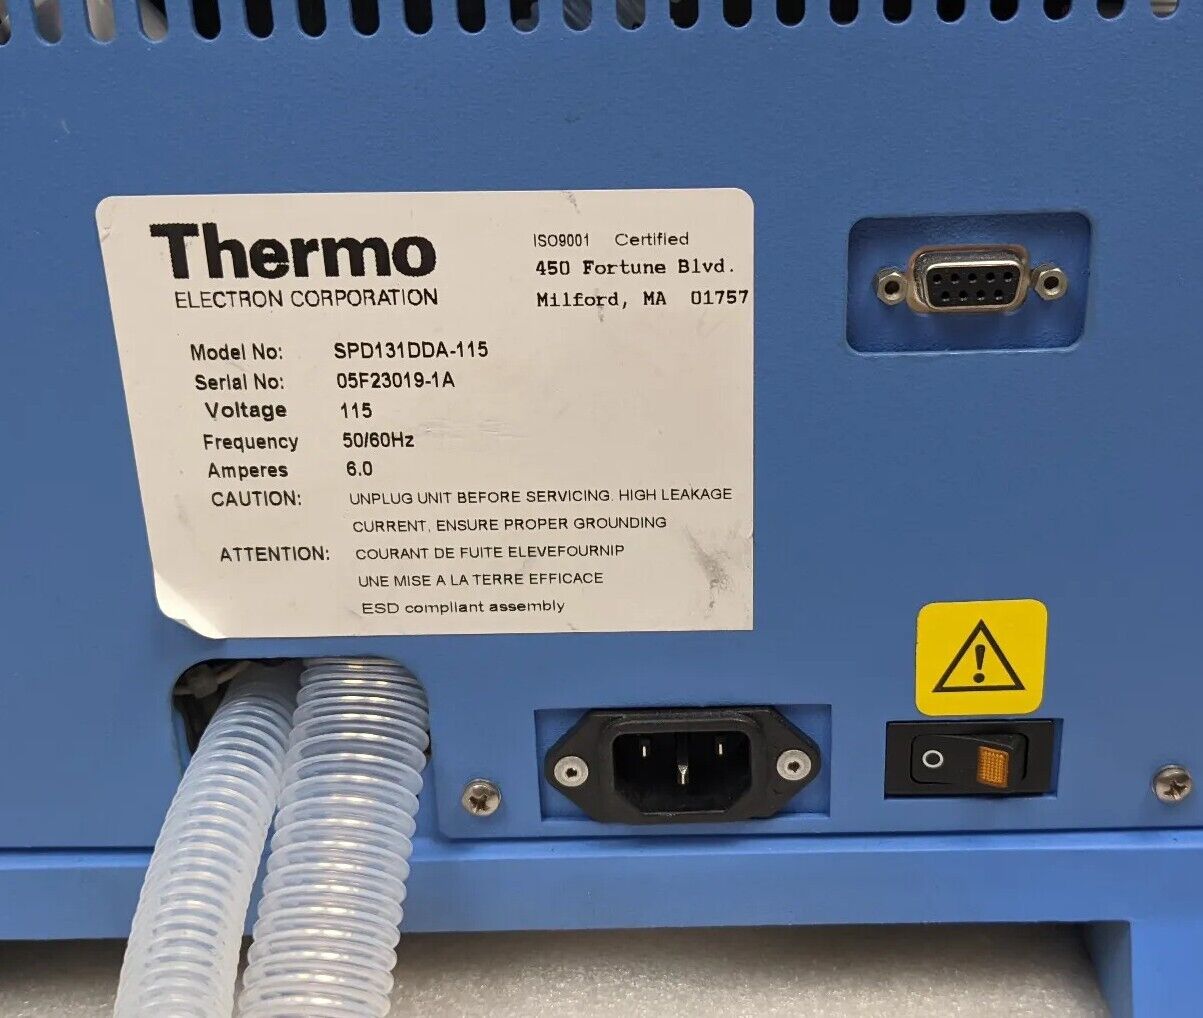 Thermo
ELECTRON CORPORATION
ISO9001 Certified
450 Fortune Blvd.
Milford, MA 01757
Model No: SPD131DDA-115
Serial No: 05F23019-1A
Voltage 115
Frequency 50/60Hz
Amperes 6.0
CAUTION: UNPLUG UNIT BEFORE SERVICING. HIGH LEAKAGE
CURRENT, ENSURE PROPER GROUNDING
ATTENTION: COURANT DE FUITE ELEVEFOURNIP
UNE MISE A LA TERRE EFFICACE
ESD compliant assembly